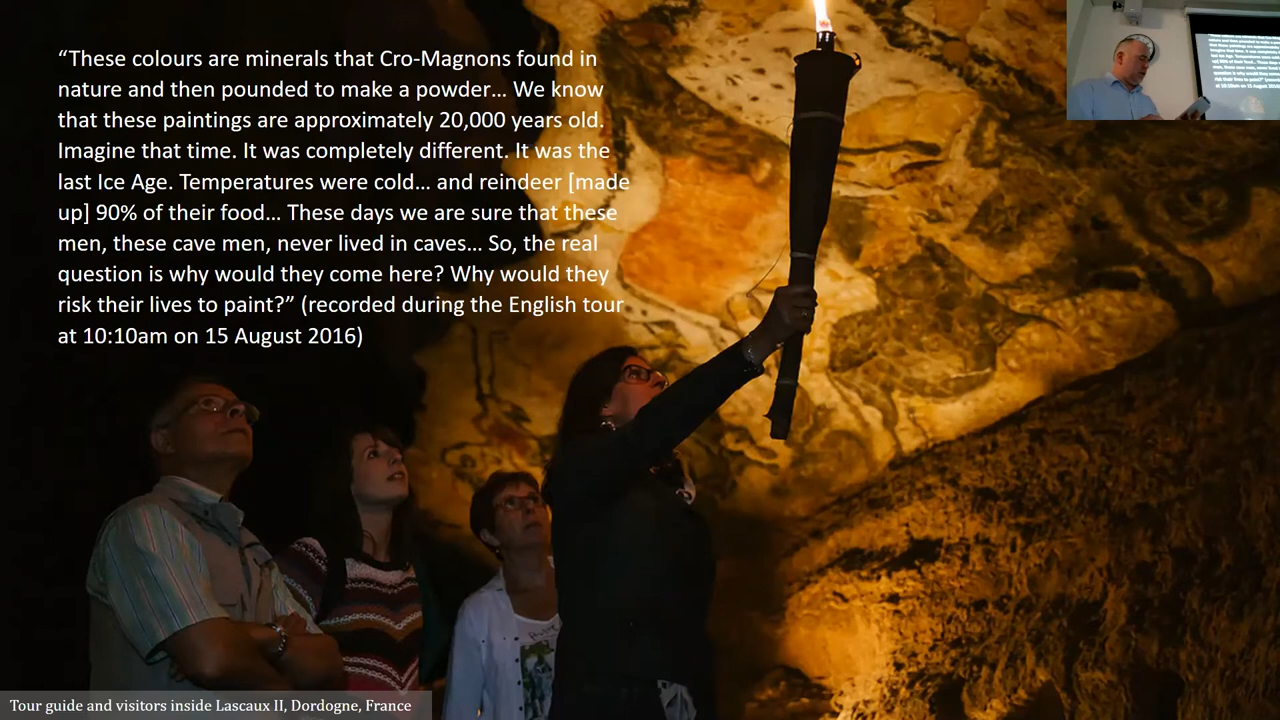 “These colours are minerals that Cro-Magnons found in
nature and then pounded to make a powder... We know
that these paintings are approximately 20,000 years old.
Imagine that time. It was completely different. It was the
last Ice Age. Temperatures were cold... and reindeer [made
up] 90% of their food... These days we are sure that these
men, these cave men, never lived in caves... So, the real
question is why would they come here? Why would they
risk their lives to paint?” (recorded during the English tour
at 10:10am on 15 August 2016)
Tour guide and visitors inside Lascaux II, Dordogne, France